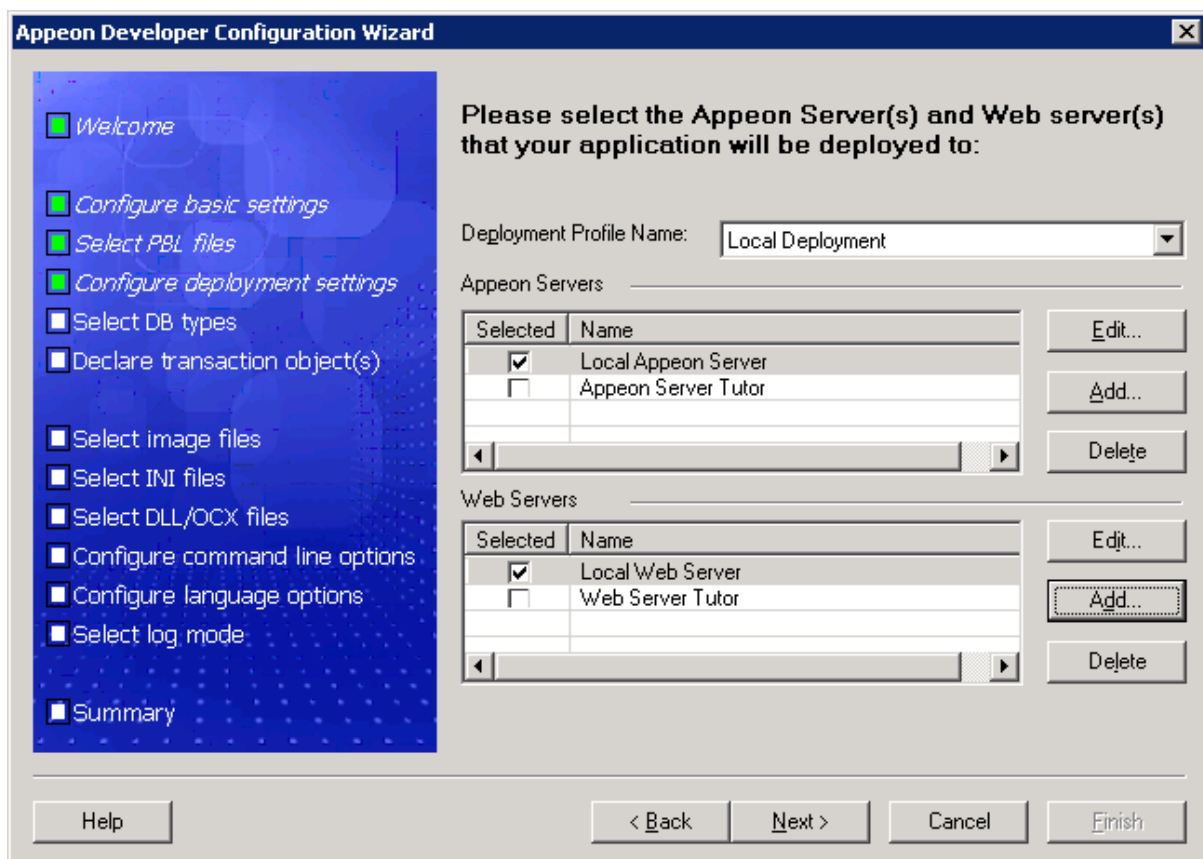 Appeon Developer Configuration Wizard
Welcome
Configure basic settings
Select PBL files
Configure deployment settings
Select DB types
Declare transaction object(s)
Select image files
Select INI files
Select DLL/OCX files
Configure command line options
Configure language options
Select log mode
Summary
Please select the Appeon Server(s) and Web server(s)
that your application will be deployed to:
Deployment Profile Name: Local Deployment
Appeon Servers
Selected Name
Local Appeon Server
Appeon Server Tutor
Edit...
Add...
Delete
Web Servers
Selected Name
Local Web Server
Web Server Tutor
Edit...
Add...
Delete
Help < Back Next > Cancel Finish